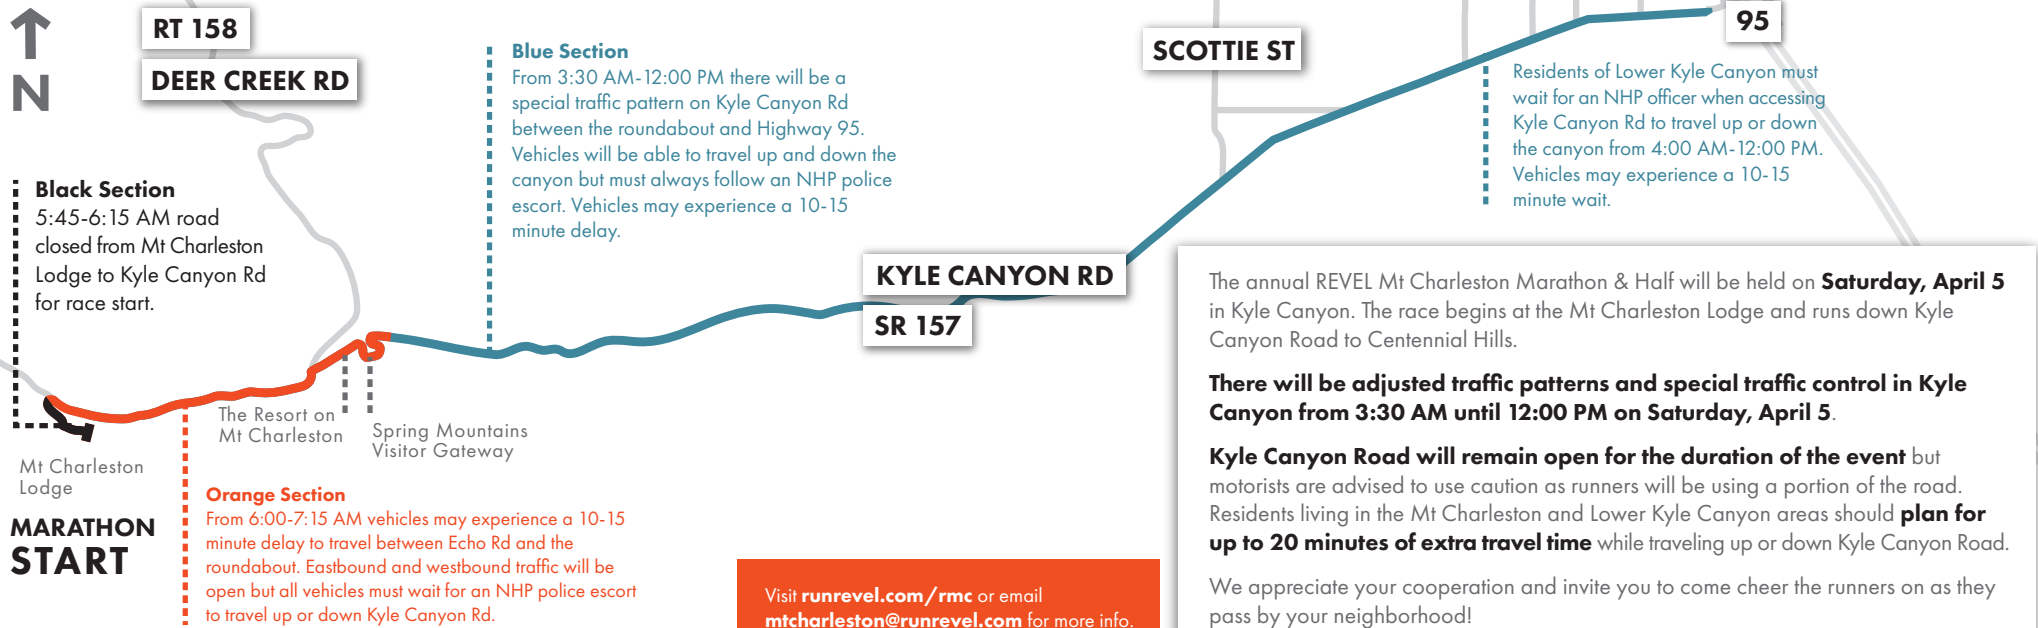 N
RT 158
DEER CREEK RD
Black Section
5:45-6:15 AM road
closed from Mt Charleston
Lodge to Kyle Canyon Rd
for race start.
Blue Section
From 3:30 AM-12:00 PM there will be a
special traffic pattern on Kyle Canyon Rd
between the roundabout and Highway 95.
Vehicles will be able to travel up and down the
canyon but must always follow an NHP police
escort. Vehicles may experience a 10-15
minute delay.
SCOTTIE ST
95
Residents of Lower Kyle Canyon must
wait for an NHP officer when accessing
Kyle Canyon Rd to travel up or down
the canyon from 4:00 AM-12:00 PM.
Vehicles may experience a 10-15
minute wait.
KYLE CANYON RD
SR 157
The Resort on
Mt Charleston
Spring Mountains
Visitor Gateway
Mt Charleston
Lodge
MARATHON
START
Orange Section
From 6:00-7:15 AM vehicles may experience a 10-15
minute delay to travel between Echo Rd and the
roundabout. Eastbound and westbound traffic will be
open but all vehicles must wait for an NHP police escort
to travel up or down Kyle Canyon Rd.
Visit runrevel.com/rmc or email
mtcharleston@runrevel.com for more info.
The annual REVEL Mt Charleston Marathon & Half will be held on Saturday, April 5
in Kyle Canyon. The race begins at the Mt Charleston Lodge and runs down Kyle
Canyon Road to Centennial Hills.
There will be adjusted traffic patterns and special traffic control in Kyle
Canyon from 3:30 AM until 12:00 PM on Saturday, April 5.
Kyle Canyon Road will remain open for the duration of the event but
motorists are advised to use caution as runners will be using a portion of the road.
Residents living in the Mt Charleston and Lower Kyle Canyon areas should plan for
up to 20 minutes of extra travel time while traveling up or down Kyle Canyon Road.
We appreciate your cooperation and invite you to come cheer the runners on as they
pass by your neighborhood!